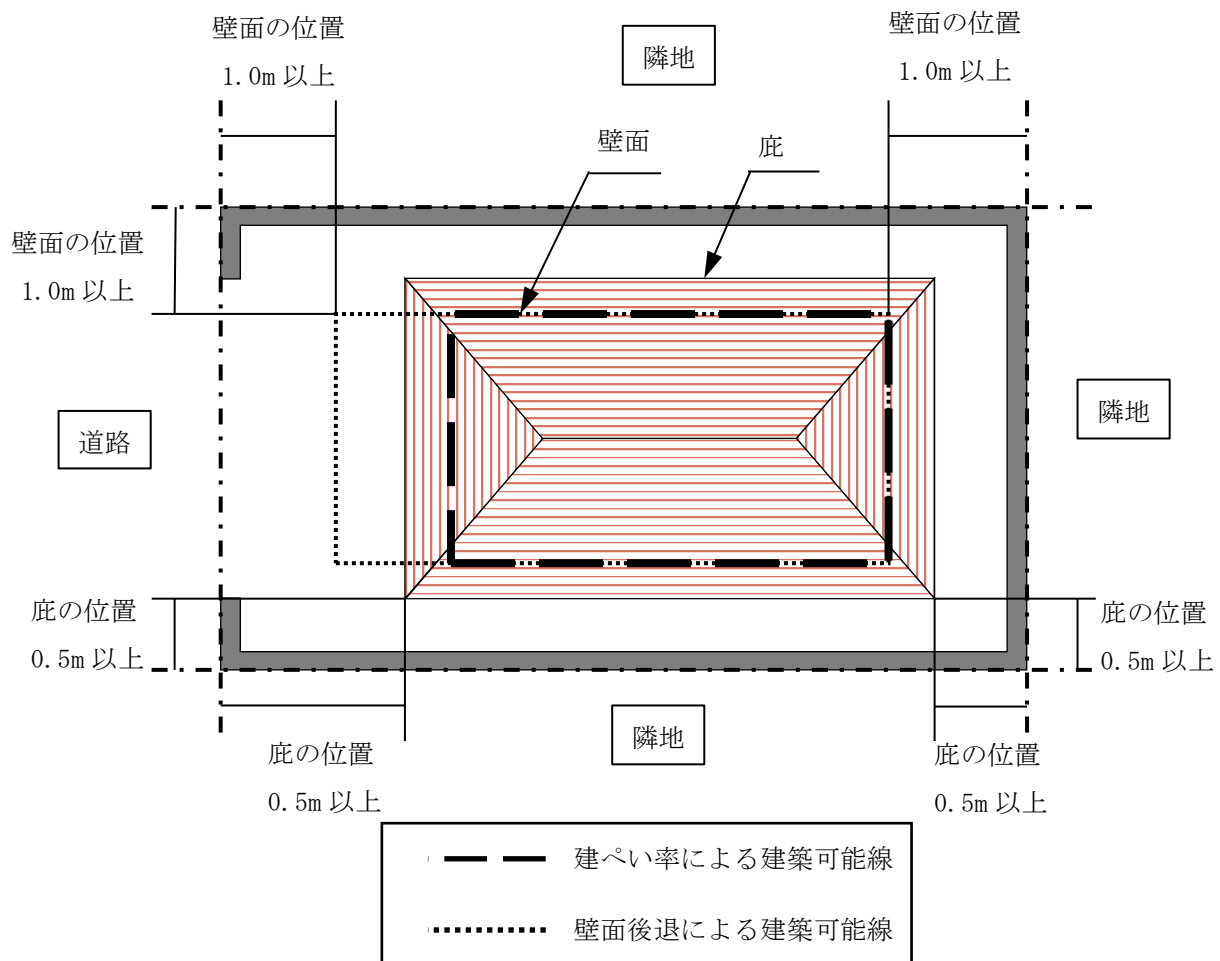 壁面の位置
1.0m 以上
隣地
壁面の位置
1.0m 以上
壁面
庇
壁面の位置
1.0m 以上
道路
隣地
庇の位置
0.5m 以上
庇の位置
0.5m 以上
庇の位置
0.5m 以上
隣地
庇の位置
0.5m 以上
建ぺい率による建築可能線
壁面後退による建築可能線